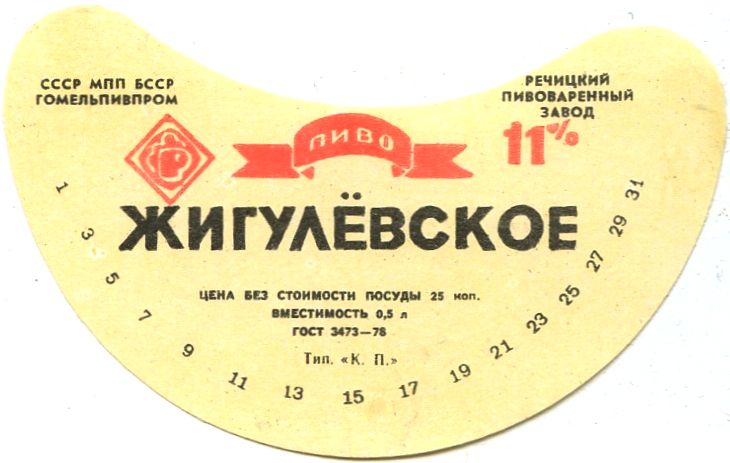 СССР МПП БССР
ГОМЕЛЬПИВПРОМ
РЕЧИЦКИЙ
ПИВОВАРЕННЫЙ
ЗАВОД
ПИВО
11%
ЖИГУЛЁВСКОЕ
ЦЕНА БЕЗ СТОИМОСТИ ПОСУДЫ 25 коп.
ВМЕСТИМОСТЬ 0,5 л
ГОСТ 3473—78
Тип. «К. П.»
1 3 5 7 9 11 13 15 17 19 21 23 25 27 29 31